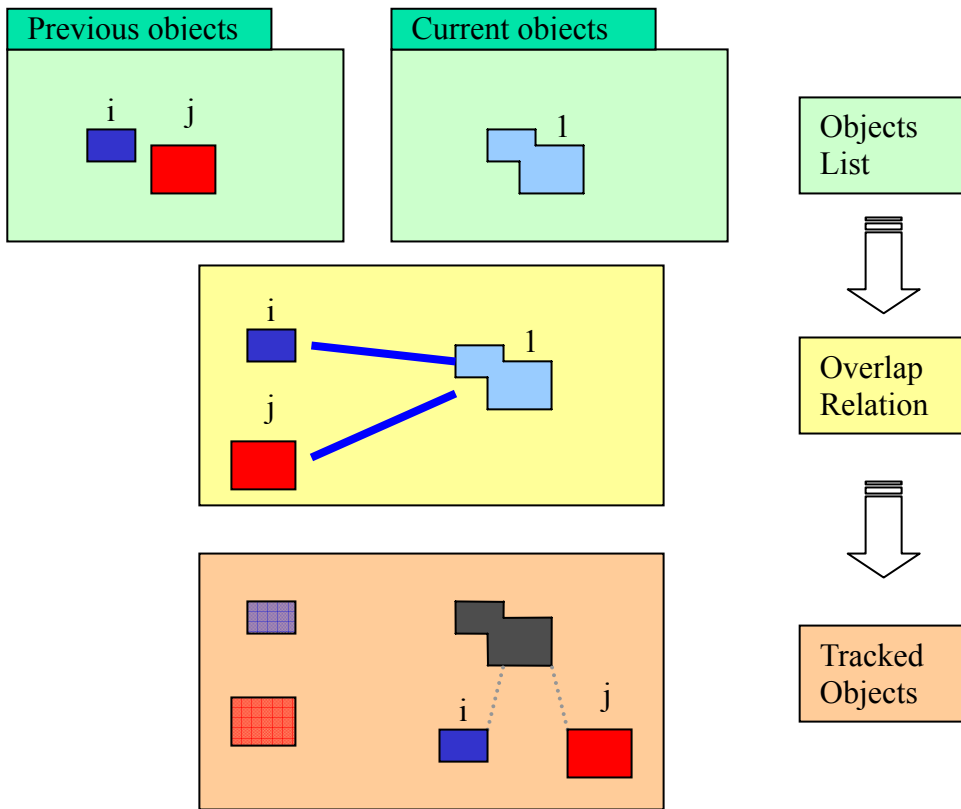 Previous objects
Current objects
i
j
1
Objects
List
i
j
1
Overlap
Relation
i
j
Tracked
Objects